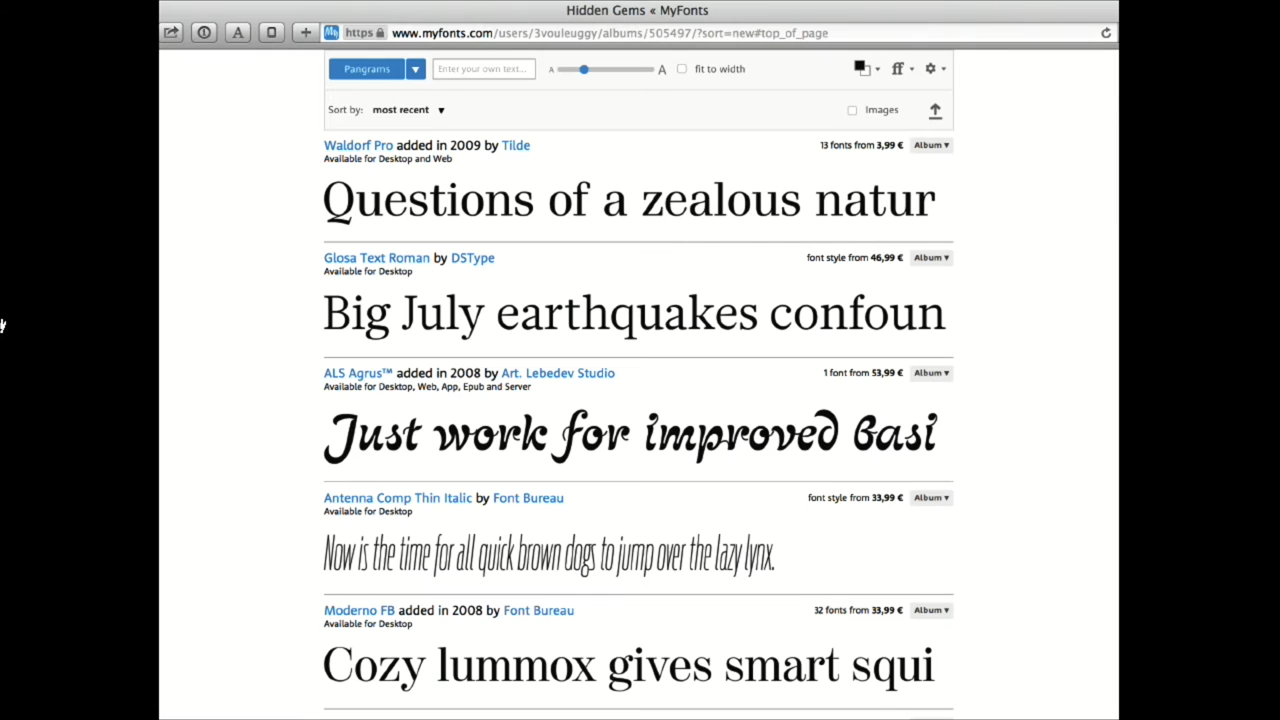 Hidden Gems « MyFonts
https www.myfonts.com/users/3vouleuggy/albums/505497/?sort=new#top_of_page
Pangrams ▼ Enter your own text... A A fit to width ff
Sort by: most recent ▼ Images
Waldorf Pro added in 2009 by Tilde 13 fonts from 3,99 € Album ▾
Available for Desktop and Web
Questions of a zealous natur
Glosa Text Roman by DSType font style from 46,99 € Album ▾
Available for Desktop
Big July earthquakes confoun
ALS Agrus™ added in 2008 by Art. Lebedev Studio 1 font from 53,99 € Album ▾
Available for Desktop, Web, App, Epub and Server
Just work for improved basi
Antenna Comp Thin Italic by Font Bureau font style from 33,99 € Album ▾
Available for Desktop
Now is the time for all quick brown dogs to jump over the lazy lynx.
Moderno FB added in 2008 by Font Bureau 32 fonts from 33,99 € Album ▾
Available for Desktop
Cozy lummox gives smart squi